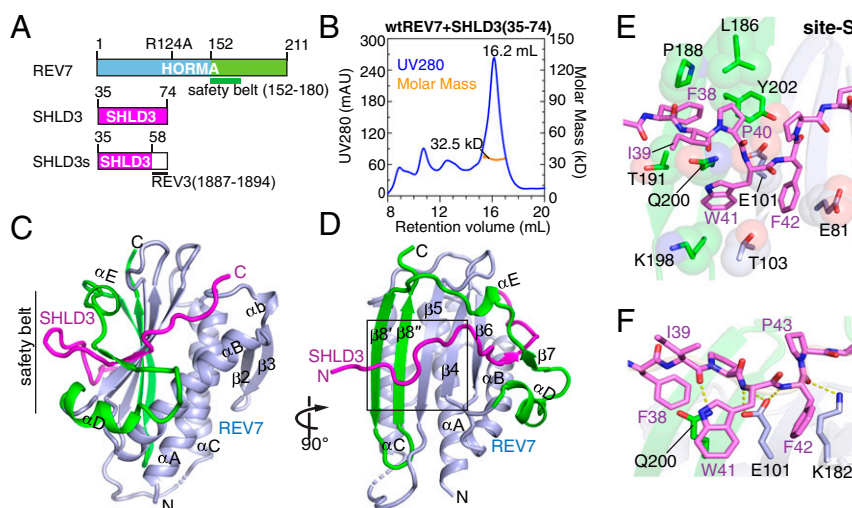 A
1 R124A 152 211
REV7 HORMA
safety belt (152-180)
35 74
SHLD3 SHLD3
35 58
SHLD3s SHLD3
REV3(1887-1894)
B
wtREV7+SHLD3(35-74)
16.2 mL
UV280
Molar Mass
32.5 kD
300
240
180
120
60
0
UV280 (mAU)
150
120
90
60
30
0
Molar Mass (kD)
8 12 16 20
Retention volume (mL)
C
safety belt
SHLD3
αE
C
C
αb
αB
β3
β2
αD
REV7
αA
αC
N
90°
D
C
αE
β5
β8′
β8″
β6
SHLD3
N
β7
β4
αB
αD
αA
αC
REV7
N
E
site-S
L186
P188
F38
Y202
P40
I39
T191
Q200
E101
W41
F42
E81
K198
T103
F
I39
P43
F38
Q200
W41
E101
F42
K182